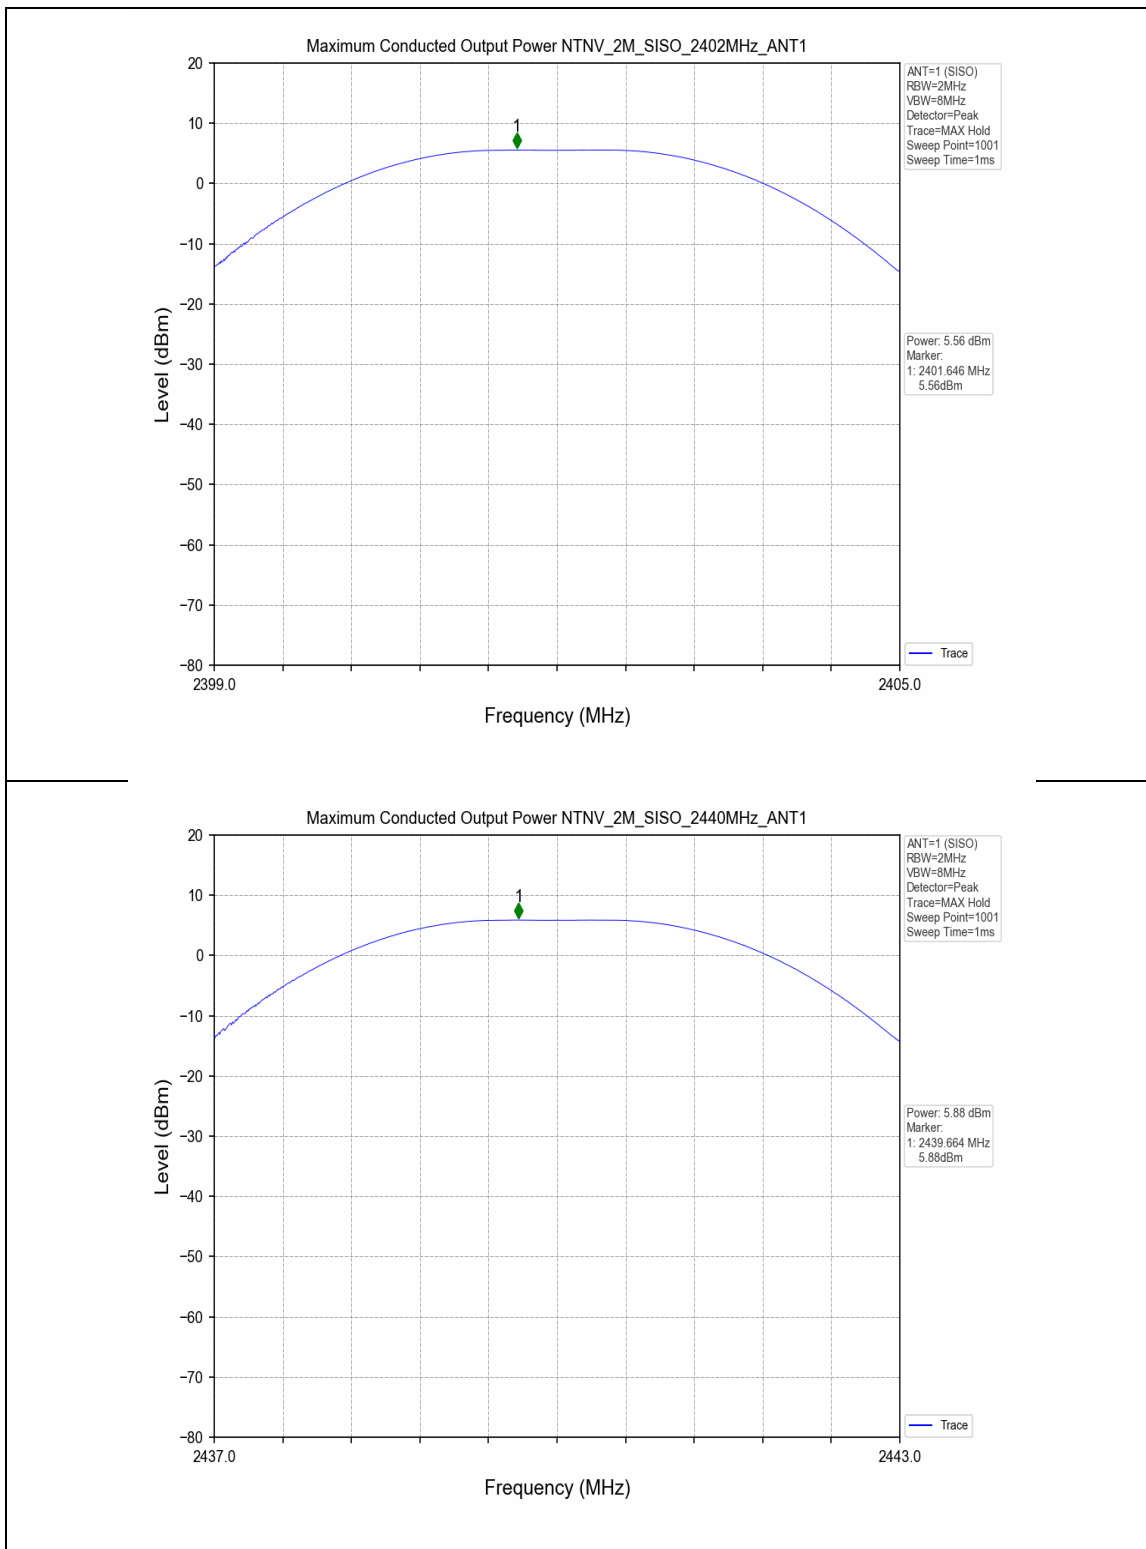 Maximum Conducted Output Power NTNV_2M_SISO_2402MHz_ANT1
20
10
0
−10
−20
−30
−40
−50
−60
−70
−80
Level (dBm)
1
2399.0
2405.0
Frequency (MHz)
ANT=1 (SISO)
RBW=2MHz
VBW=8MHz
Detector=Peak
Trace=MAX Hold
Sweep Point=1001
Sweep Time=1ms
Power: 5.56 dBm
Marker:
1: 2401.646 MHz
5.56dBm
Trace
Maximum Conducted Output Power NTNV_2M_SISO_2440MHz_ANT1
20
10
0
−10
−20
−30
−40
−50
−60
−70
−80
Level (dBm)
1
2437.0
2443.0
Frequency (MHz)
ANT=1 (SISO)
RBW=2MHz
VBW=8MHz
Detector=Peak
Trace=MAX Hold
Sweep Point=1001
Sweep Time=1ms
Power: 5.88 dBm
Marker:
1: 2439.664 MHz
5.88dBm
Trace